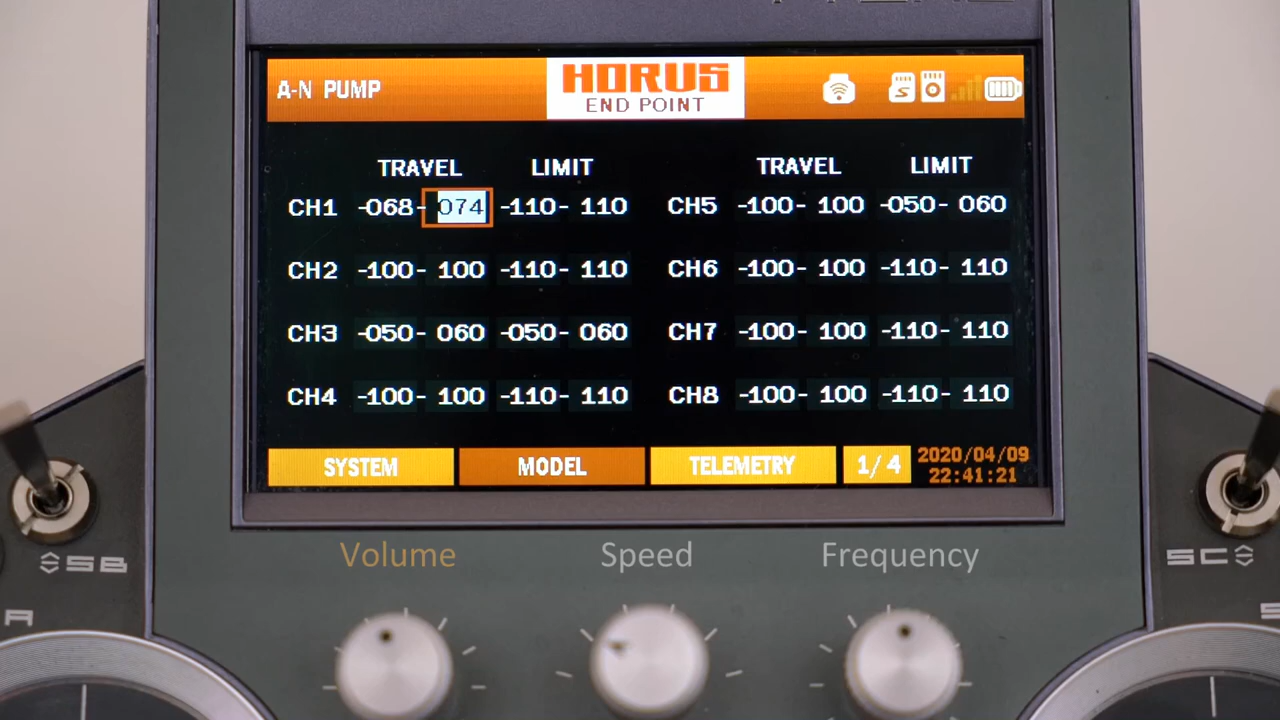 A-N PUMP
HORUS
END POINT
TRAVEL LIMIT TRAVEL LIMIT
CH1 -068- 074 -110- 110 CH5 -100- 100 -050- 060
CH2 -100- 100 -110- 110 CH6 -100- 100 -110- 110
CH3 -050- 060 -050- 060 CH7 -100- 100 -110- 110
CH4 -100- 100 -110- 110 CH8 -100- 100 -110- 110
SYSTEM MODEL TELEMETRY 1/4 2020/04/09
22:41:21
Volume Speed Frequency
SB SC
A